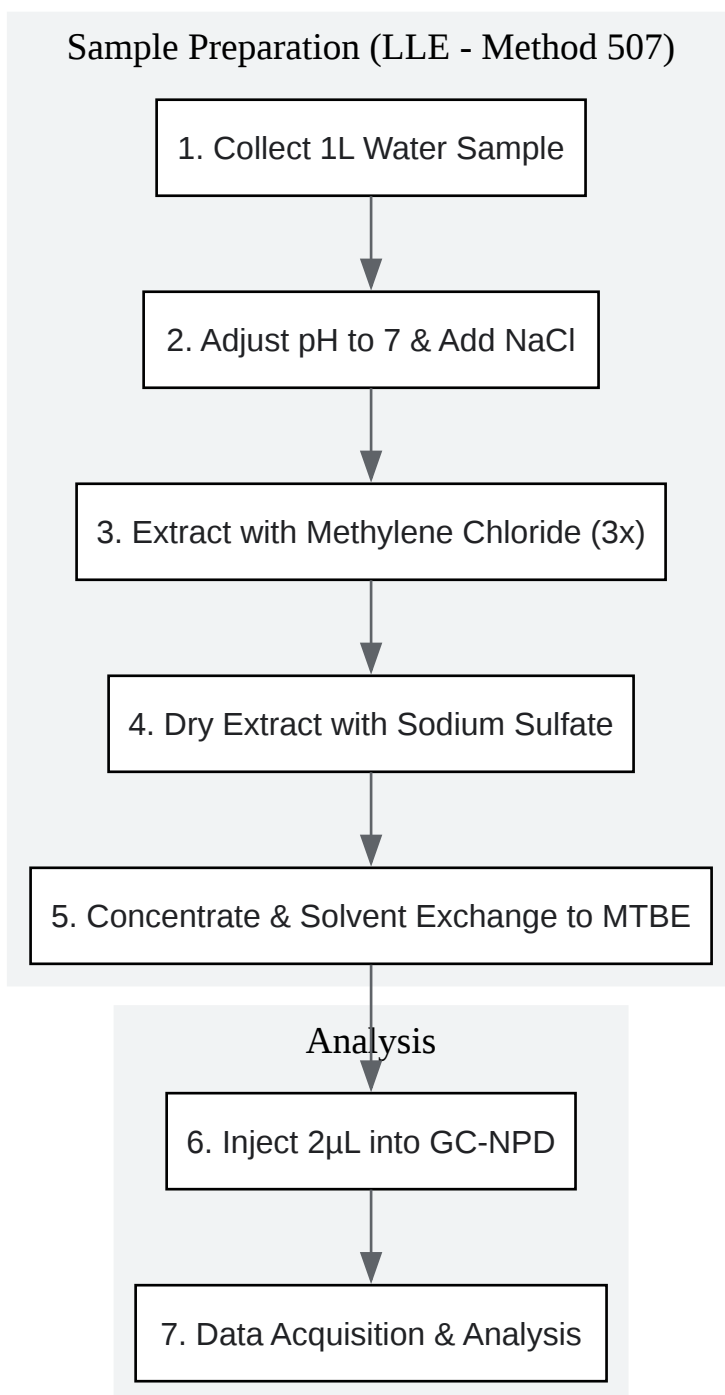 Sample Preparation (LLE - Method 507)
1. Collect 1L Water Sample
2. Adjust pH to 7 & Add NaCl
3. Extract with Methylene Chloride (3x)
4. Dry Extract with Sodium Sulfate
5. Concentrate & Solvent Exchange to MTBE
Analysis
6. Inject 2µL into GC-NPD
7. Data Acquisition & Analysis